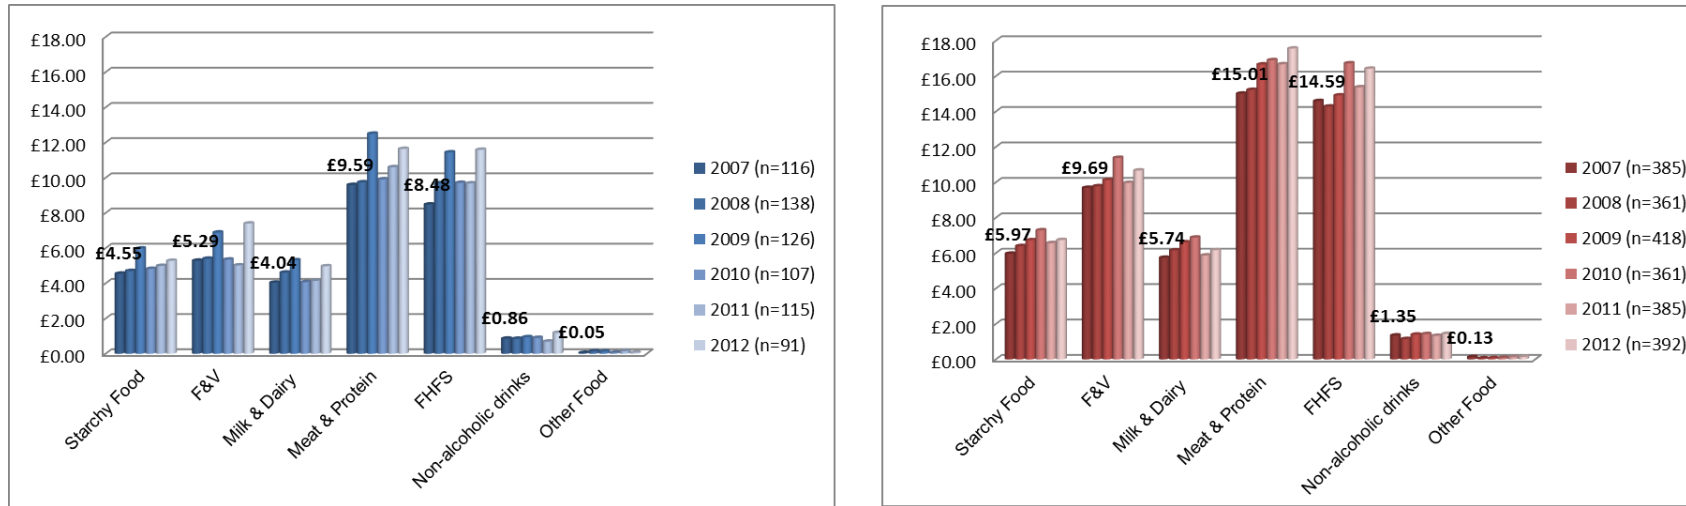 £18.00
£16.00
£14.00
£12.00
£10.00
£8.00
£6.00
£4.00
£2.00
£0.00
£4.55
£5.29
£4.04
£9.59
£8.48
£0.86
£0.05
Starchy Food
F&V
Milk & Dairy
Meat & Protein
FHFS
Non-alcoholic drinks
Other Food
2007 (n=116)
2008 (n=138)
2009 (n=126)
2010 (n=107)
2011 (n=115)
2012 (n=91)
£18.00
£16.00
£14.00
£12.00
£10.00
£8.00
£6.00
£4.00
£2.00
£0.00
£5.97
£9.69
£5.74
£15.01
£14.59
£1.35
£0.13
Starchy Food
F&V
Milk & Dairy
Meat & Protein
FHFS
Non-alcoholic drinks
Other Food
2007 (n=385)
2008 (n=361)
2009 (n=418)
2010 (n=361)
2011 (n=385)
2012 (n=392)